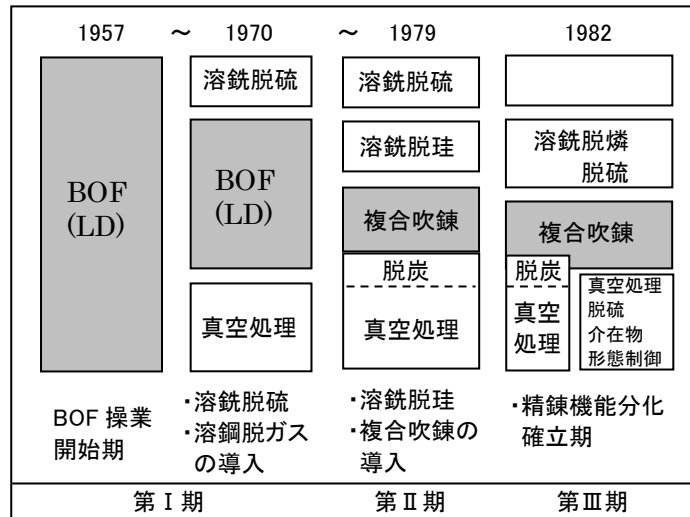 1957 ～ 1970 ～ 1979 1982
BOF
(LD)
溶銑脱硫
BOF
(LD)
真空処理
溶銑脱硫
溶銑脱珪
複合吹錬
脱炭
真空処理
溶銑脱燐
脱硫
複合吹錬
脱炭
真空
処理
真空処理
脱硫
介在物
形態制御
BOF 操業
開始期
・溶銑脱硫
・溶鋼脱ガス
の導入
・溶銑脱珪
・複合吹錬の
導入
・精錬機能分化
確立期
第Ⅰ期 第Ⅱ期 第Ⅲ期